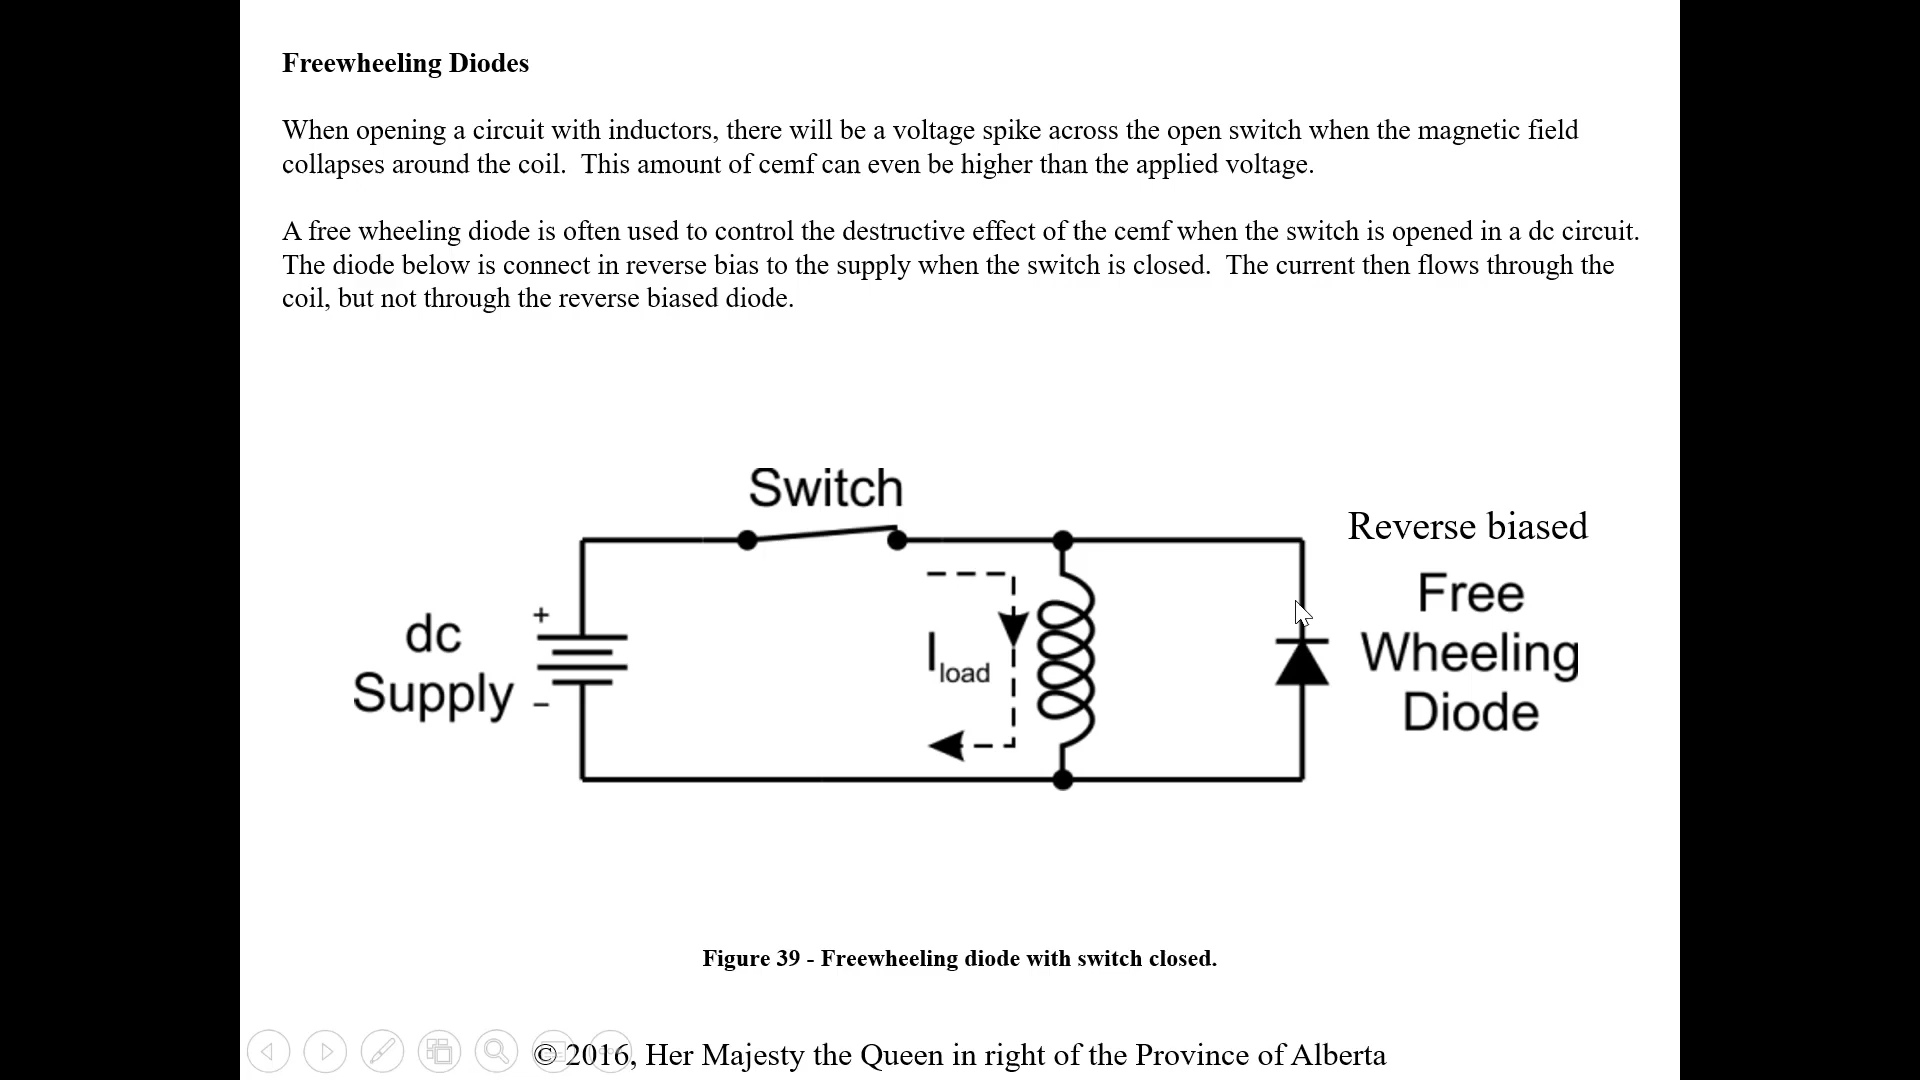 Freewheeling Diodes
When opening a circuit with inductors, there will be a voltage spike across the open switch when the magnetic field
collapses around the coil.  This amount of cemf can even be higher than the applied voltage.
A free wheeling diode is often used to control the destructive effect of the cemf when the switch is opened in a dc circuit.
The diode below is connect in reverse bias to the supply when the switch is closed.  The current then flows through the
coil, but not through the reverse biased diode.
Switch
Reverse biased
Free
Wheeling
Diode
dc
Supply
+
–
Iload
Figure 39 - Freewheeling diode with switch closed.
© 2016, Her Majesty the Queen in right of the Province of Alberta